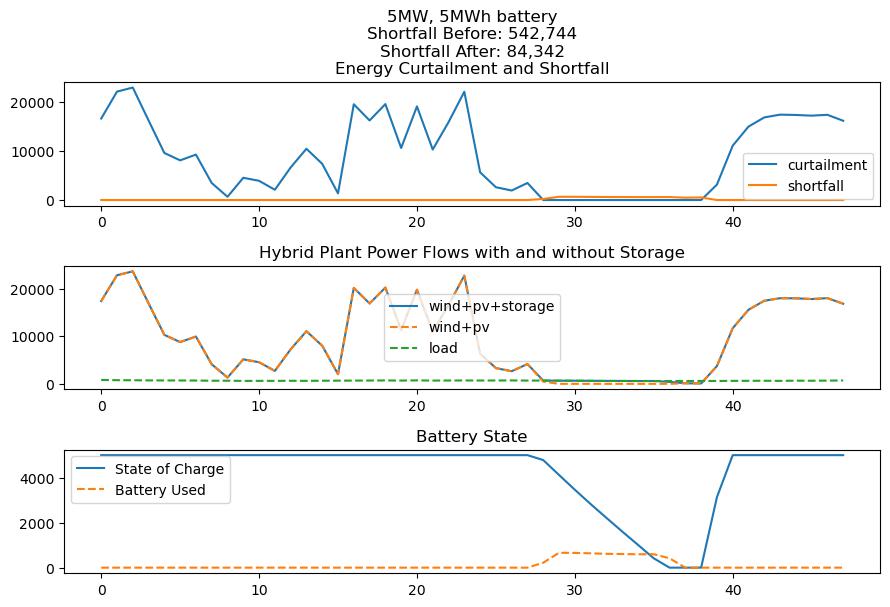 5MW, 5MWh battery
Shortfall Before: 542,744
Shortfall After: 84,342
Energy Curtailment and Shortfall
20000
10000
0
curtailment
shortfall
0 10 20 30 40
Hybrid Plant Power Flows with and without Storage
20000
10000
0
wind+pv+storage
wind+pv
load
0 10 20 30 40
Battery State
4000
2000
0
State of Charge
Battery Used
0 10 20 30 40